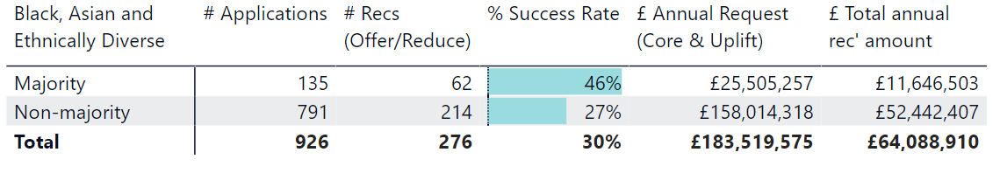 Black, Asian and Ethnically Diverse # Applications # Recs (Offer/Reduce) % Success Rate £ Annual Request (Core & Uplift) £ Total annual rec' amount
Majority 135 62 46% £25,505,257 £11,646,503
Non-majority 791 214 27% £158,014,318 £52,442,407
Total 926 276 30% £183,519,575 £64,088,910